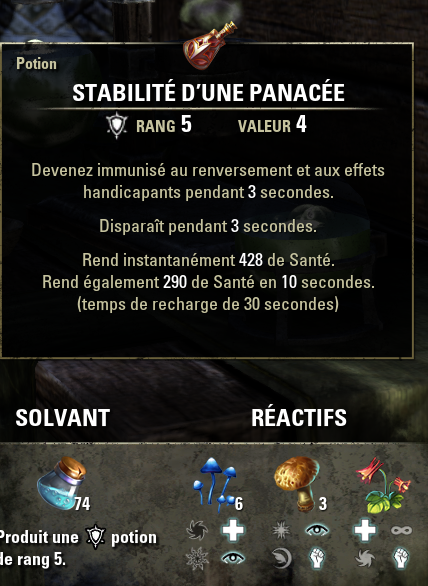 Potion
STABILITÉ D'UNE PANACÉE
RANG 5 VALEUR 4
Devenez immunisé au renversement et aux effets
handicapants pendant 3 secondes.
Disparaît pendant 3 secondes.
Rend instantanément 428 de Santé.
Rend également 290 de Santé en 10 secondes.
(temps de recharge de 30 secondes)
SOLVANT RÉACTIFS
74 6 3
Produit une potion
de rang 5.